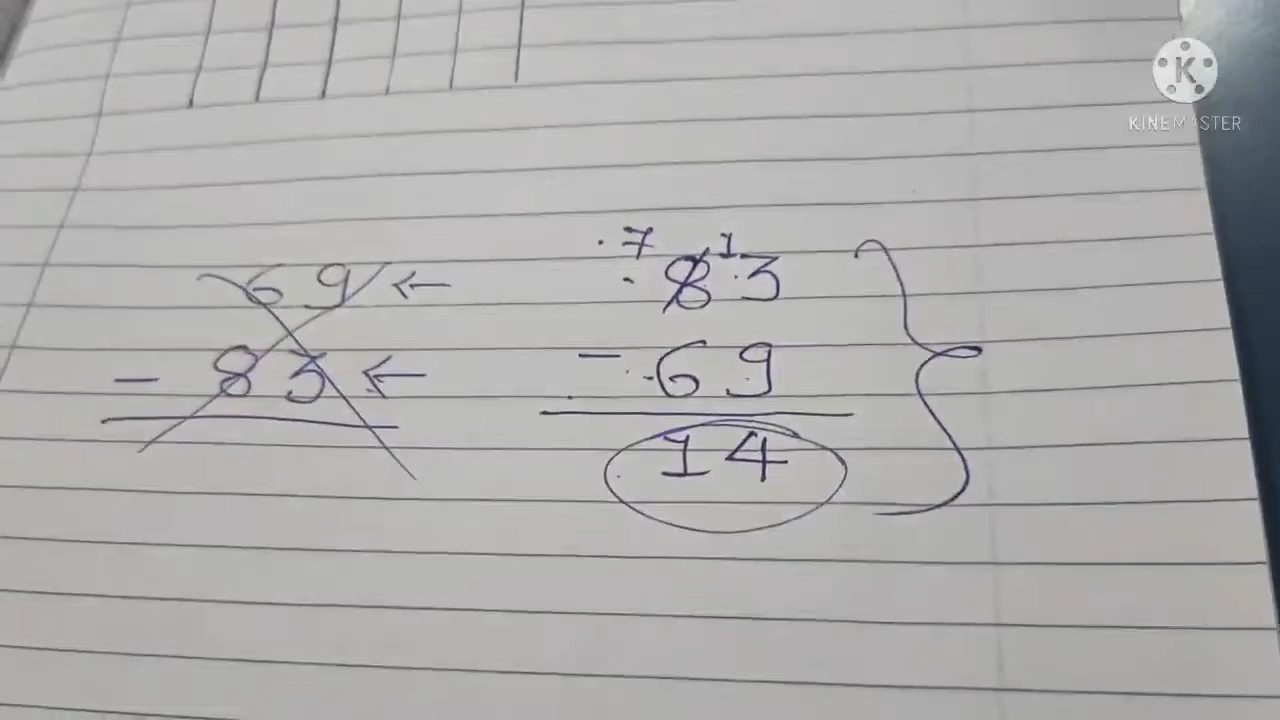 K
KINEMASTER
69 ←
- 83 ←
7 1
83
- 69
14